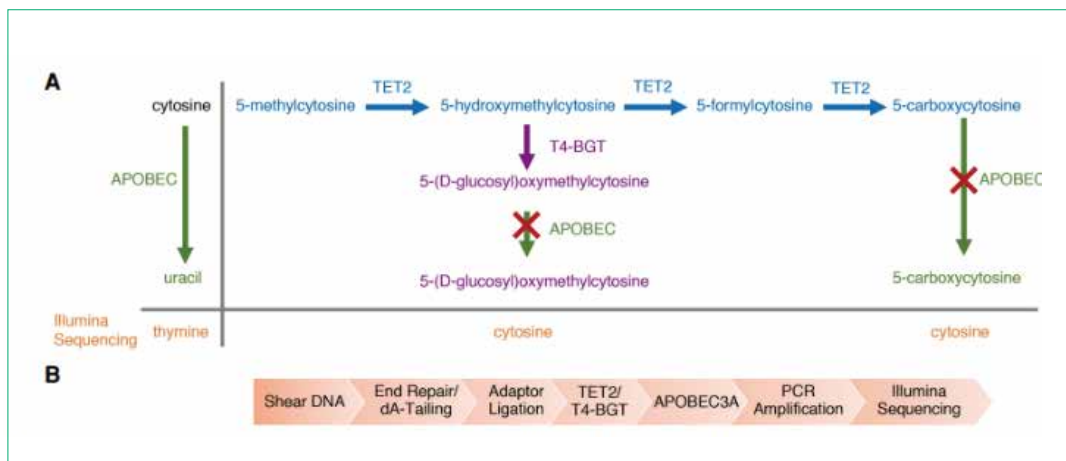 A
TET2 TET2 TET2
cytosine 5-methylcytosine 5-hydroxymethylcytosine 5-formylcytosine 5-carboxycytosine
T4-BGT
APOBEC 5-(D-glucosyl)oxymethylcytosine APOBEC
APOBEC
uracil 5-(D-glucosyl)oxymethylcytosine 5-carboxycytosine
Illumina
Sequencing thymine cytosine cytosine
B
Shear DNA End Repair/ dA-Tailing Adaptor Ligation TET2/ T4-BGT APOBEC3A PCR Amplification Illumina Sequencing